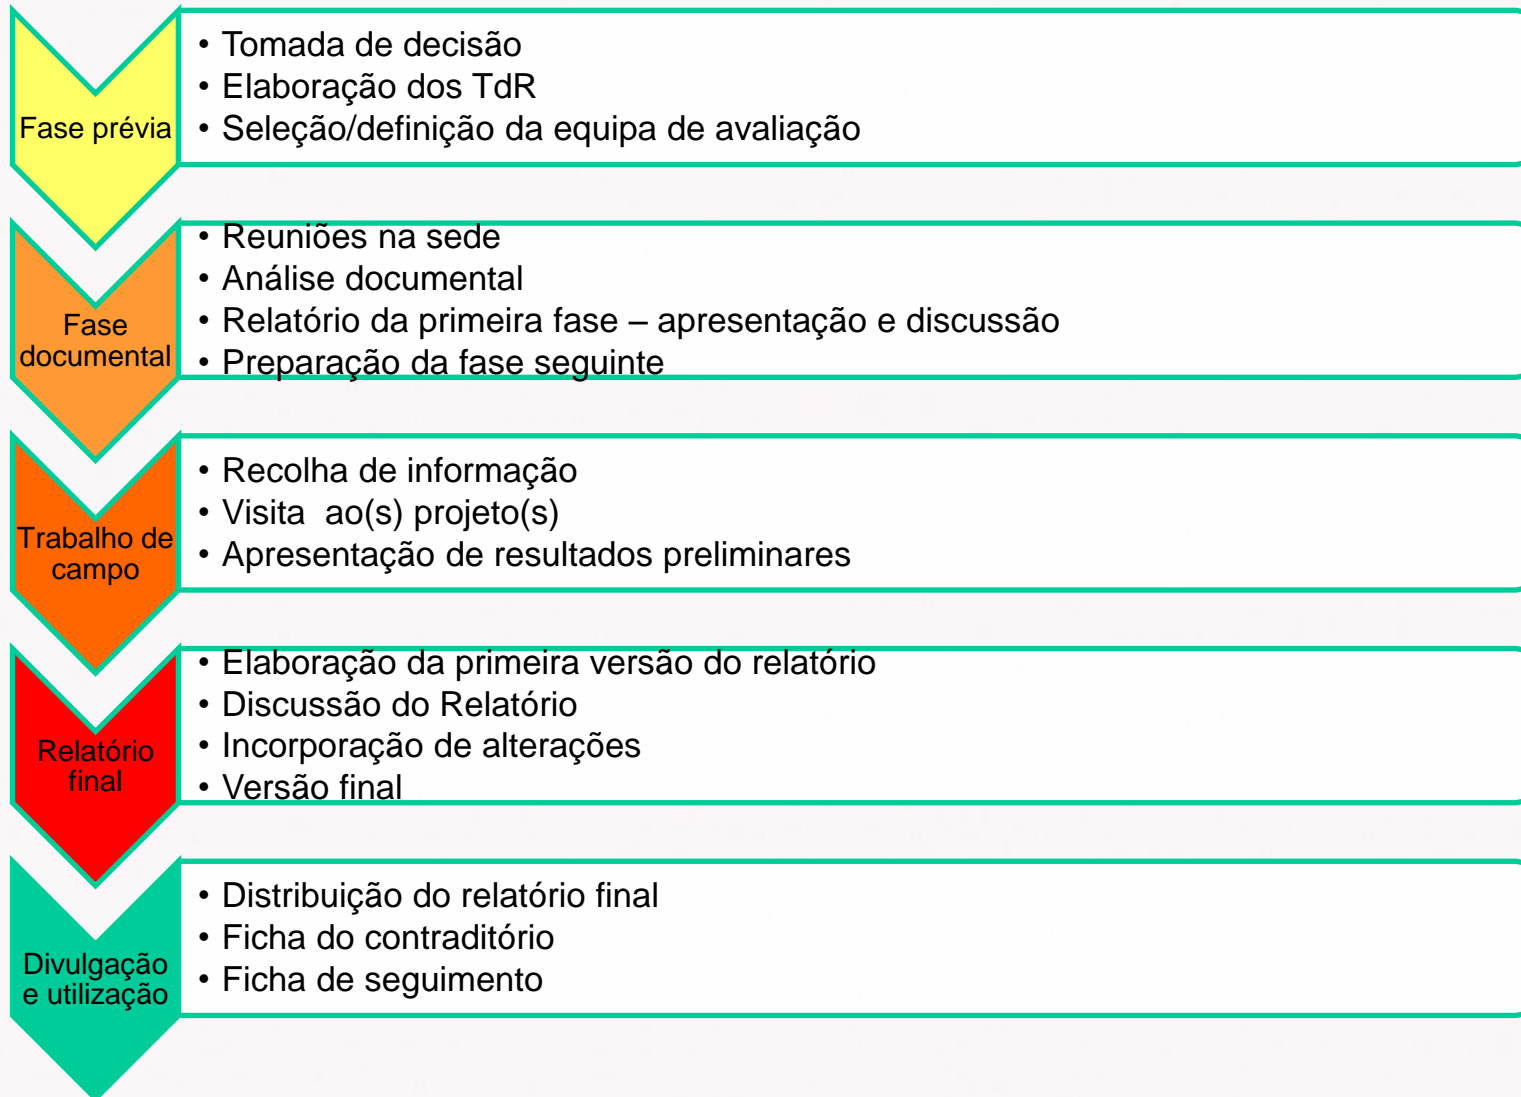 Fase prévia
• Tomada de decisão
• Elaboração dos TdR
• Seleção/definição da equipa de avaliação
Fase
documental
• Reuniões na sede
• Análise documental
• Relatório da primeira fase – apresentação e discussão
• Preparação da fase seguinte
Trabalho de
campo
• Recolha de informação
• Visita  ao(s) projeto(s)
• Apresentação de resultados preliminares
Relatório
final
• Elaboração da primeira versão do relatório
• Discussão do Relatório
• Incorporação de alterações
• Versão final
Divulgação
e utilização
• Distribuição do relatório final
• Ficha do contraditório
• Ficha de seguimento